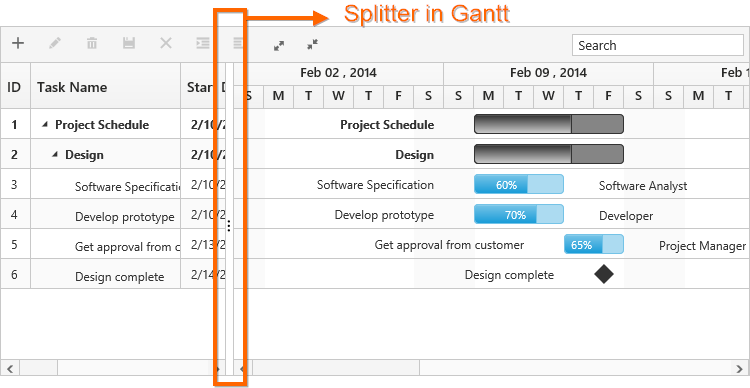 Splitter in Gantt
Search
ID Task Name Start D Feb 02 , 2014 Feb 09 , 2014 Feb 1
S M T W T F S S M T W T F S S M T W
1 Project Schedule 2/10/2 Project Schedule
2 Design 2/10/2 Design
3 Software Specificati 2/10/2 Software Specification 60% Software Analyst
4 Develop prototype 2/10/2 Develop prototype 70% Developer
5 Get approval from c 2/13/2 Get approval from customer 65% Project Manager
6 Design complete 2/14/2 Design complete